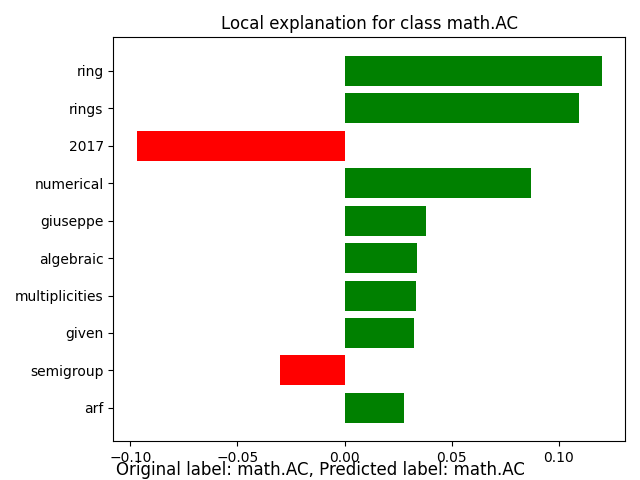 Local explanation for class math.AC
ring
rings
2017
numerical
giuseppe
algebraic
multiplicities
given
semigroup
arf
−0.10 −0.05 0.00 0.05 0.10
Original label: math.AC, Predicted label: math.AC